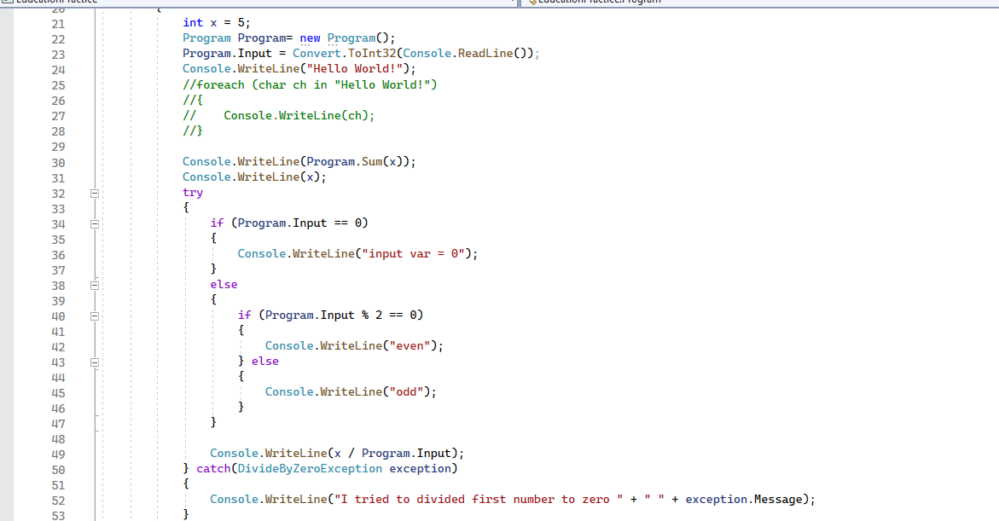 EducationPractice EducationPractice.Program
20 {
21 int x = 5;
22 Program Program= new Program();
23 Program.Input = Convert.ToInt32(Console.ReadLine());
24 Console.WriteLine("Hello World!");
25 //foreach (char ch in "Hello World!")
26 //{
27 //    Console.WriteLine(ch);
28 //}
29
30 Console.WriteLine(Program.Sum(x));
31 Console.WriteLine(x);
32 try
33 {
34 if (Program.Input == 0)
35 {
36 Console.WriteLine("input var = 0");
37 }
38 else
39 {
40 if (Program.Input % 2 == 0)
41 {
42 Console.WriteLine("even");
43 } else
44 {
45 Console.WriteLine("odd");
46 }
47 }
48
49 Console.WriteLine(x / Program.Input);
50 } catch(DivideByZeroException exception)
51 {
52 Console.WriteLine("I tried to divided first number to zero " + " " + exception.Message);
53 }